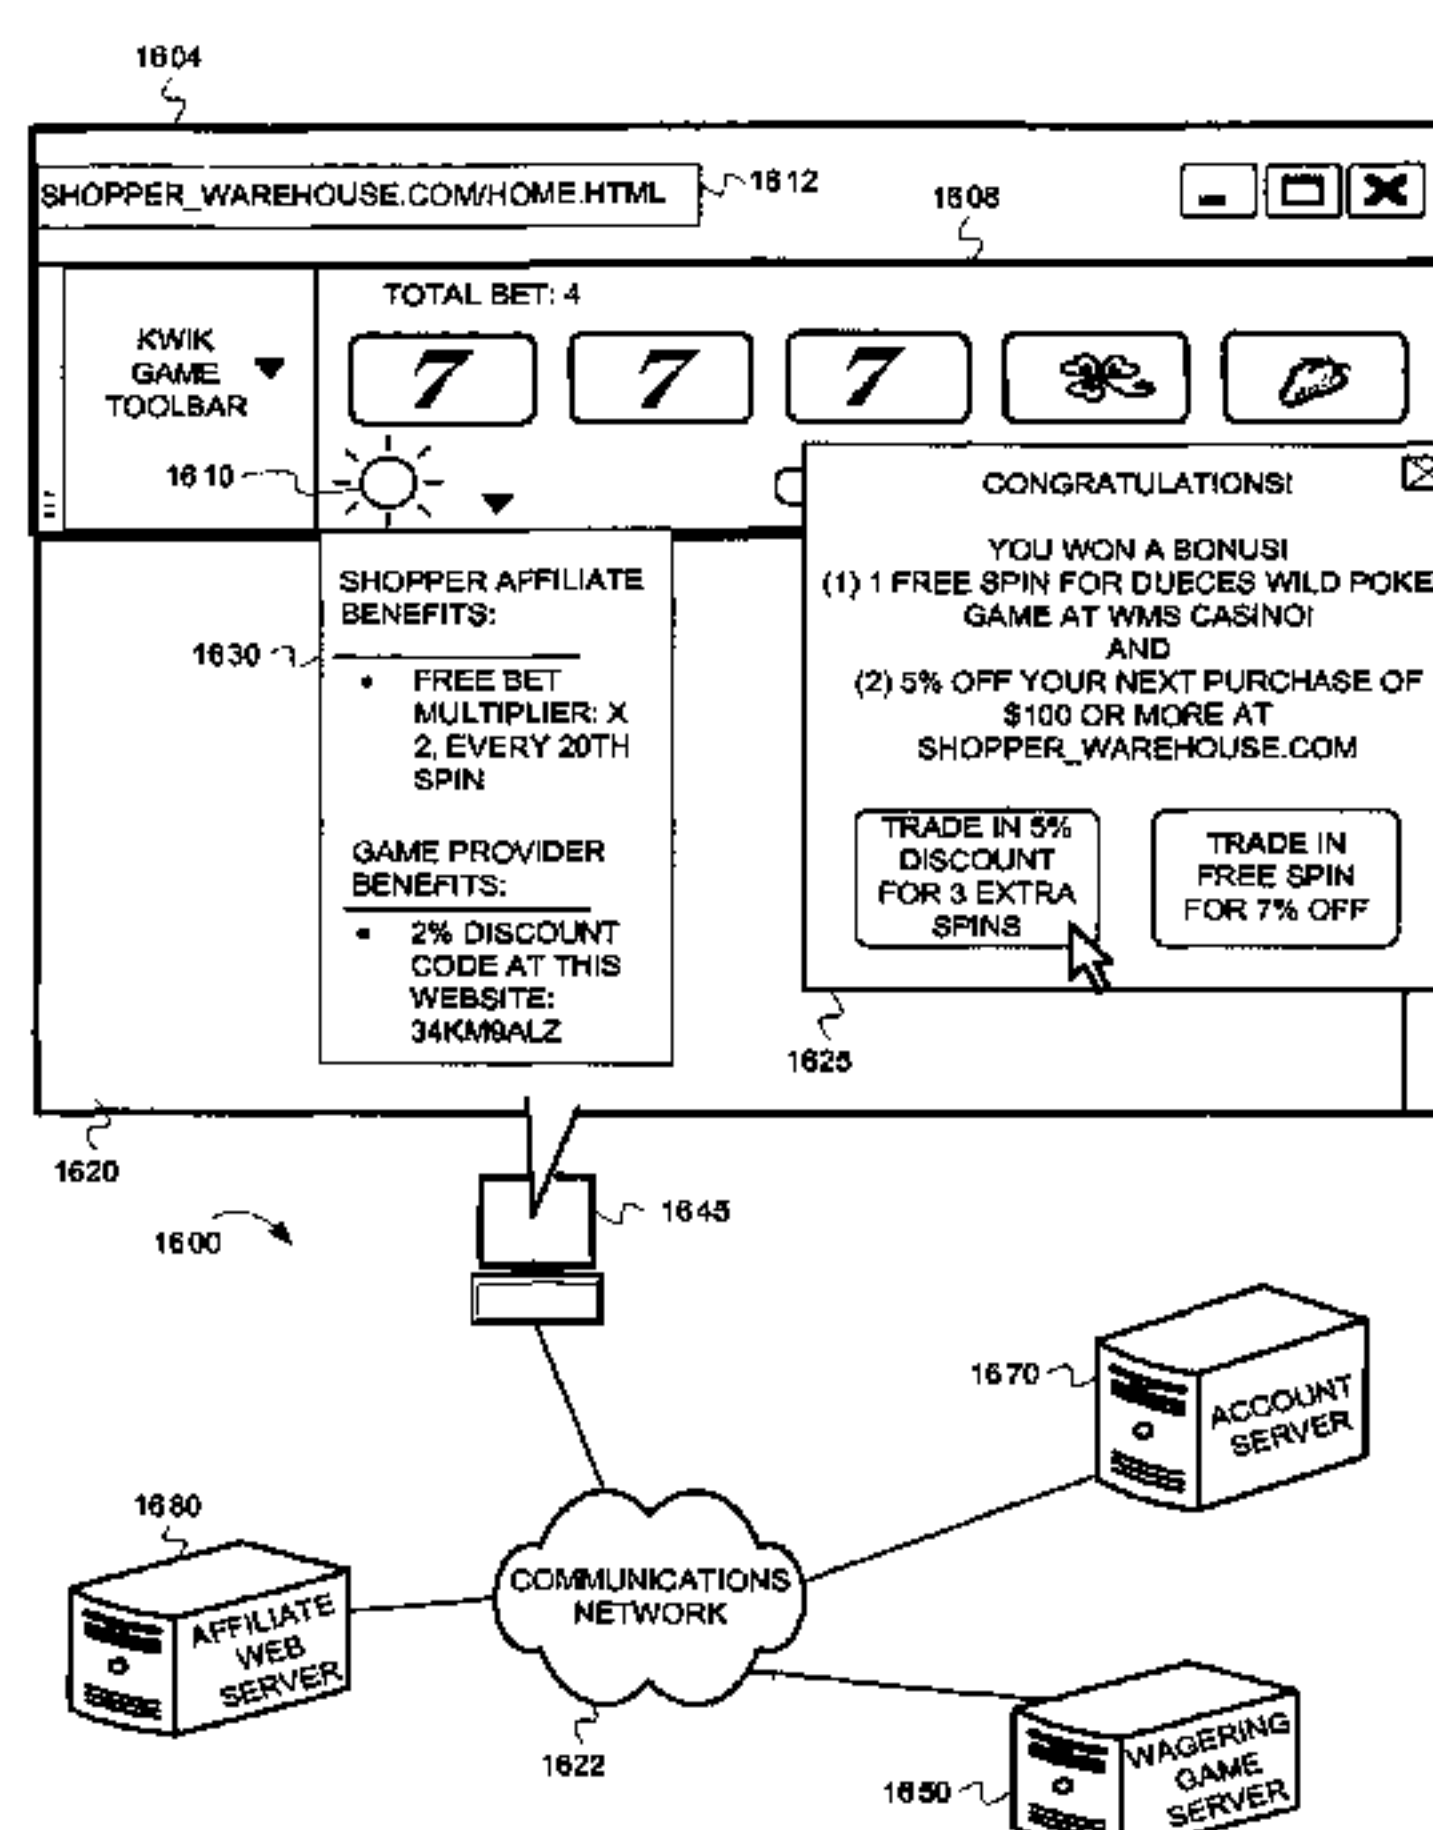 1604
SHOPPER_WAREHOUSE.COM/HOME.HTML
1612
1608
TOTAL BET: 4
KWIK
GAME
TOOLBAR
7 7 7
1610
CONGRATULATIONS!
YOU WON A BONUS!
(1) 1 FREE SPIN FOR DUECES WILD POKE
GAME AT WMS CASINO!
AND
(2) 5% OFF YOUR NEXT PURCHASE OF
$100 OR MORE AT
SHOPPER_WAREHOUSE.COM
TRADE IN 5%
DISCOUNT
FOR 3 EXTRA
SPINS
TRADE IN
FREE SPIN
FOR 7% OFF
1625
SHOPPER AFFILIATE
BENEFITS:
1630
• FREE BET
MULTIPLIER: X
2, EVERY 20TH
SPIN
GAME PROVIDER
BENEFITS:
• 2% DISCOUNT
CODE AT THIS
WEBSITE:
34KM9ALZ
1620
1600
1645
1670
ACCOUNT
SERVER
1680
AFFILIATE
WEB
SERVER
COMMUNICATIONS
NETWORK
1622
1650
WAGERING
GAME
SERVER